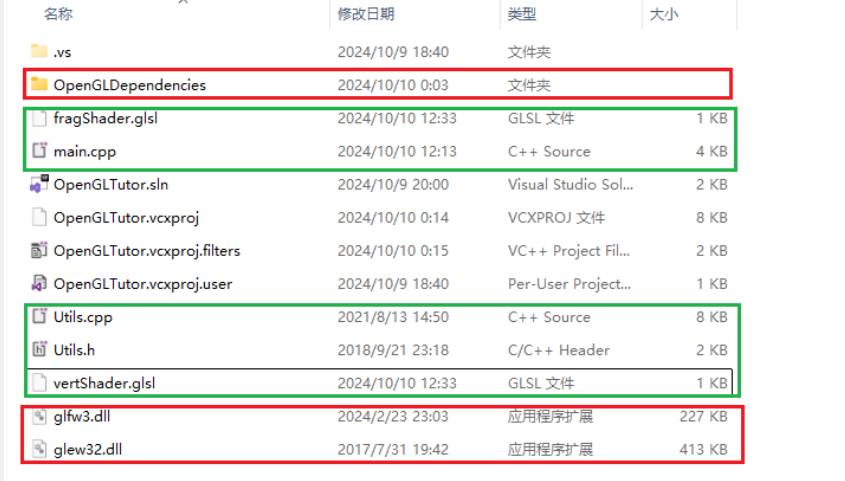 名称 修改日期 类型 大小
.vs 2024/10/9 18:40 文件夹
OpenGLDependencies 2024/10/10 0:03 文件夹
fragShader.glsl 2024/10/10 12:33 GLSL 文件 1 KB
main.cpp 2024/10/10 12:13 C++ Source 4 KB
OpenGLTutor.sln 2024/10/9 20:00 Visual Studio Sol... 2 KB
OpenGLTutor.vcxproj 2024/10/10 0:14 VCXPROJ 文件 8 KB
OpenGLTutor.vcxproj.filters 2024/10/10 0:15 VC++ Project Fil... 2 KB
OpenGLTutor.vcxproj.user 2024/10/9 18:40 Per-User Project... 1 KB
Utils.cpp 2021/8/13 14:50 C++ Source 8 KB
Utils.h 2018/9/21 23:18 C/C++ Header 2 KB
vertShader.glsl 2024/10/10 12:33 GLSL 文件 1 KB
glfw3.dll 2024/2/23 23:03 应用程序扩展 227 KB
glew32.dll 2017/7/31 19:42 应用程序扩展 413 KB